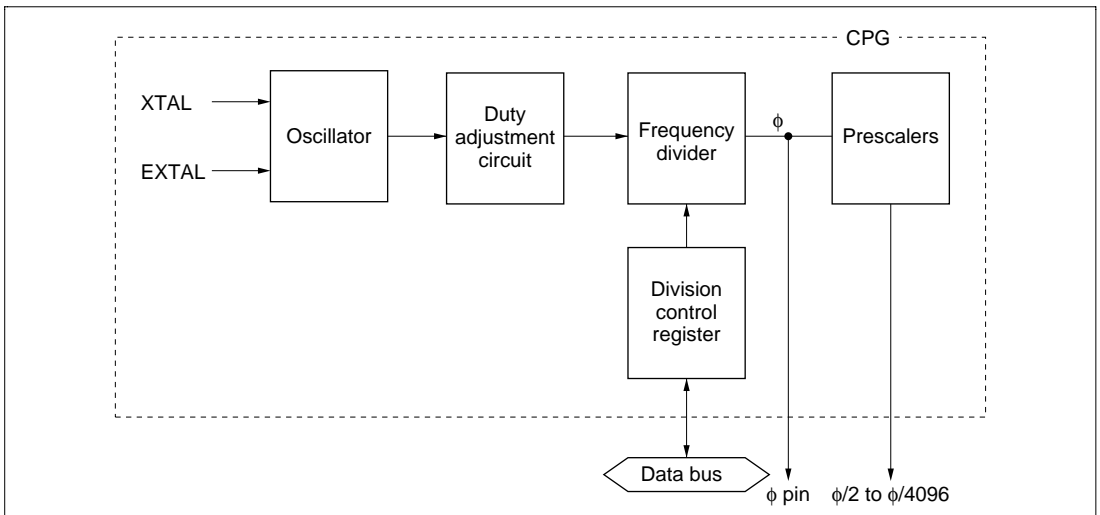 CPG
XTAL
EXTAL
Oscillator
Duty
adjustment
circuit
Frequency
divider
ϕ
Prescalers
Division
control
register
Data bus
ϕ pin
ϕ/2 to ϕ/4096